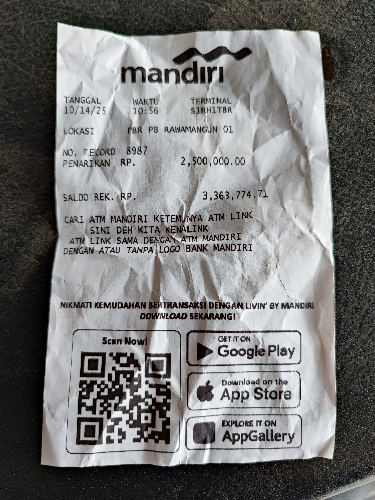 mandiri
TANGGAL WAKTU TERMINAL
10/14/25 10:56 S1RH1TBR
LOKASI TBR PB RAWAMANGUN 01
NO. RECORD 8987
PENARIKAN RP. 2,500,000.00
SALDO REK. RP. 3,363,774.71
CARI ATM MANDIRI KETEMUNYA ATM LINK
SINI DEH KITA KENALINK
ATM LINK SAMA DENGAN ATM MANDIRI
DENGAN ATAU TANPA LOGO BANK MANDIRI
NIKMATI KEMUDAHAN BERTRANSAKSI DENGAN LIVIN' BY MANDIRI
DOWNLOAD SEKARANG!
Scan Now!
GET IT ON
Google Play
Download on the
App Store
EXPLORE IT ON
AppGallery